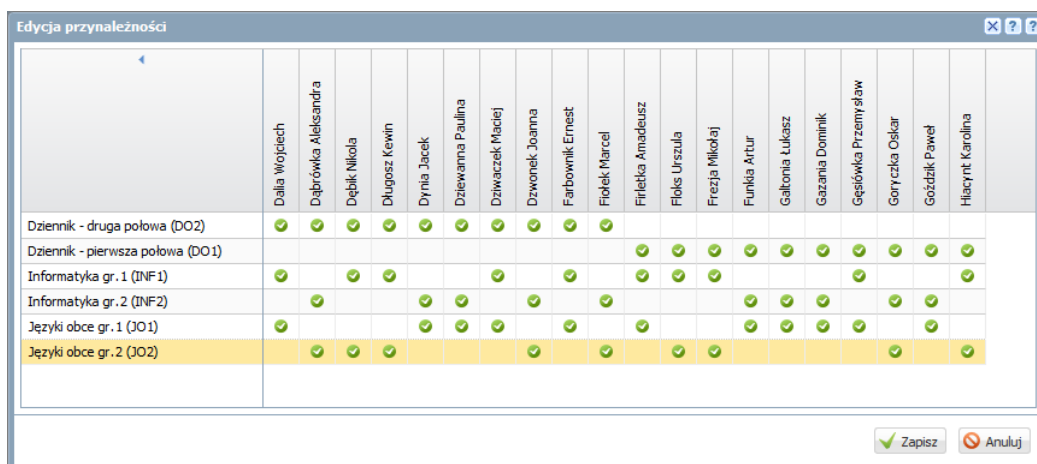 Edycja przynależności
Dalia Wojciech
Dąbrówka Aleksandra
Dębik Nikola
Długosz Kewin
Dynia Jacek
Dziewanna Paulina
Dziwaczek Maciej
Dzwonek Joanna
Farbownik Ernest
Fiołek Marcel
Firletka Amadeusz
Floks Urszula
Frezja Mikołaj
Funkia Artur
Galtonia Łukasz
Gazania Dominik
Gęsiówka Przemysław
Goryczka Oskar
Goździk Paweł
Hiacynt Karolina
Dziennik - druga połowa (DO2)
Dziennik - pierwsza połowa (DO1)
Informatyka gr.1 (INF1)
Informatyka gr.2 (INF2)
Języki obce gr.1 (JO1)
Języki obce gr.2 (JO2)
Zapisz
Anuluj